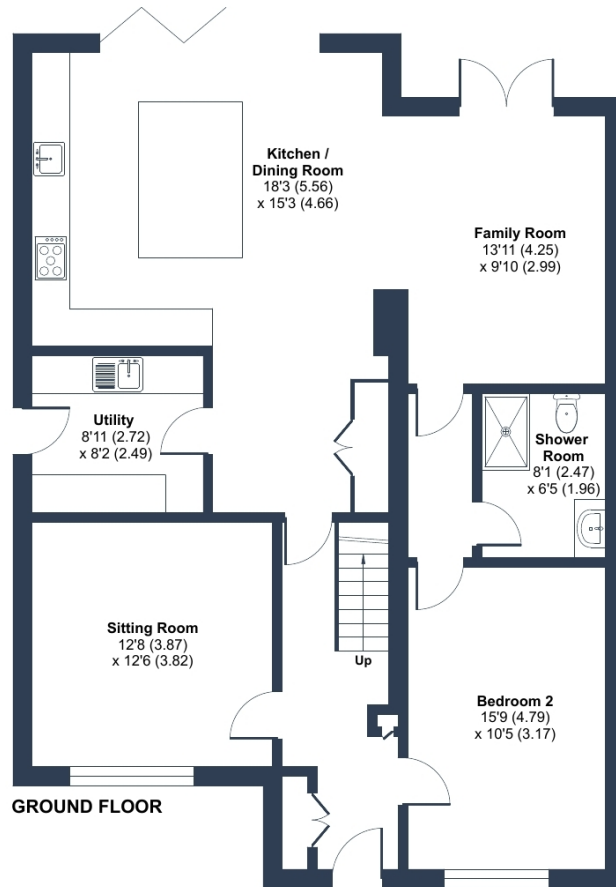 Kitchen /
Dining Room
18'3 (5.56)
x 15'3 (4.66)
Family Room
13'11 (4.25)
x 9'10 (2.99)
Utility
8'11 (2.72)
x 8'2 (2.49)
Shower
Room
8'1 (2.47)
x 6'5 (1.96)
Sitting Room
12'8 (3.87)
x 12'6 (3.82)
Up
Bedroom 2
15'9 (4.79)
x 10'5 (3.17)
GROUND FLOOR